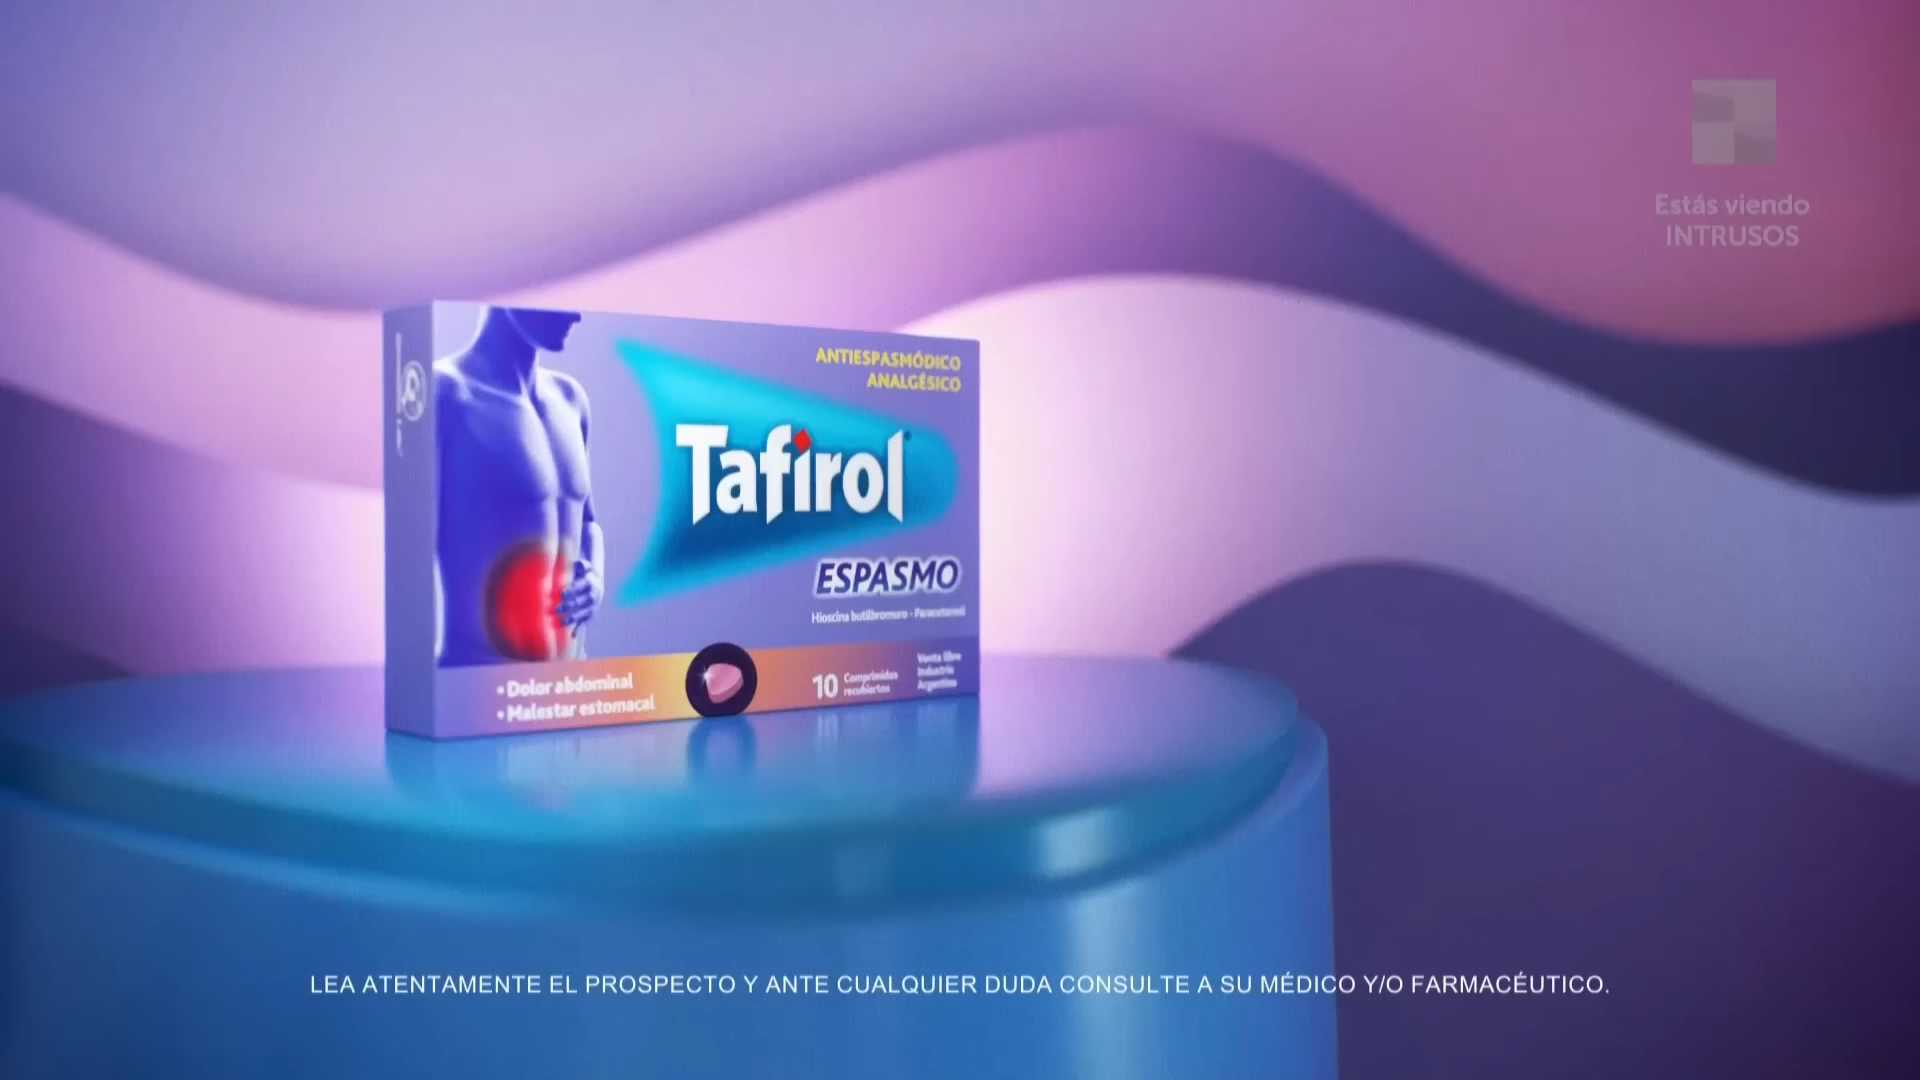 Estás viendo
INTRUSOS
ANTIESPASMÓDICO
ANALGÉSICO
Tafirol
ESPASMO
Hioscina butilbromuro - Paracetamol
• Dolor abdominal
• Malestar estomacal
10 Comprimidos
recubiertos
Venta libre
Industria
Argentina
LEA ATENTAMENTE EL PROSPECTO Y ANTE CUALQUIER DUDA CONSULTE A SU MÉDICO Y/O FARMACÉUTICO.